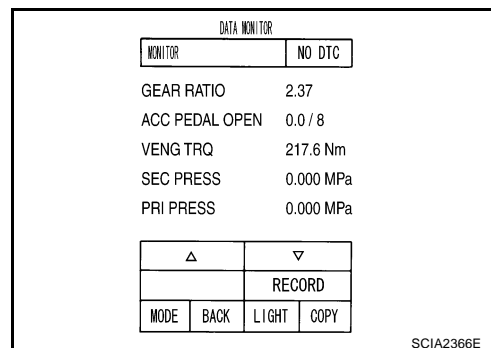 DATA MONITOR
MONITOR NO DTC
GEAR RATIO 2.37
ACC PEDAL OPEN 0.0 / 8
VENG TRQ 217.6 Nm
SEC PRESS 0.000 MPa
PRI PRESS 0.000 MPa
△ ▽
RECORD
MODE BACK LIGHT COPY
SCIA2366E